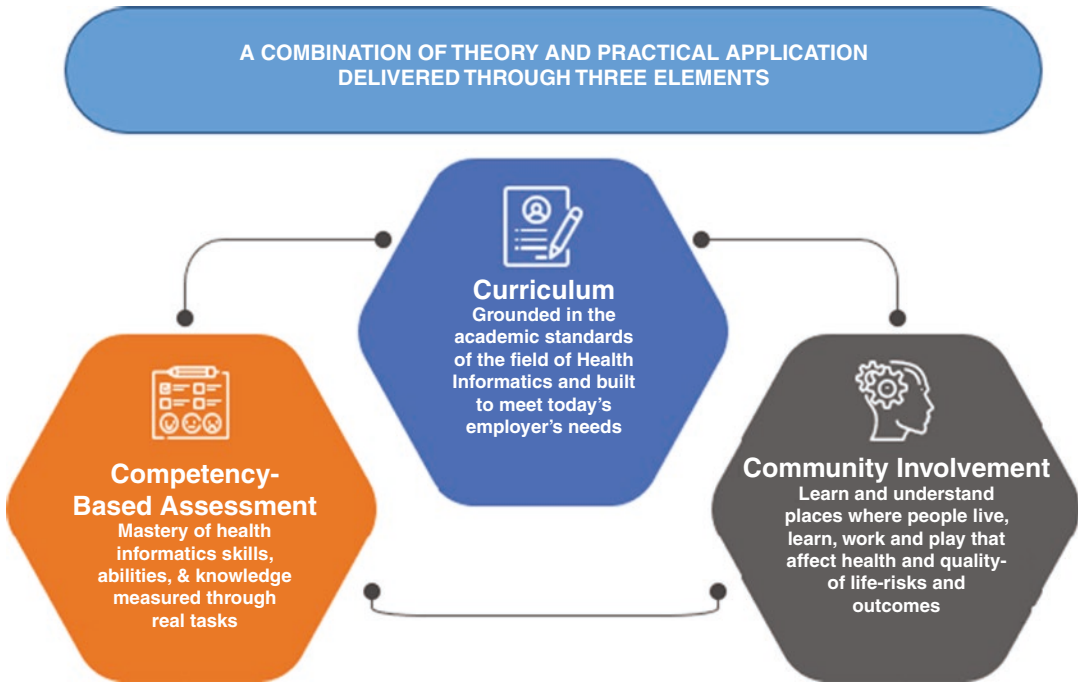 A COMBINATION OF THEORY AND PRACTICAL APPLICATION
DELIVERED THROUGH THREE ELEMENTS
Curriculum
Grounded in the
academic standards
of the field of Health
Informatics and built
to meet today's
employer's needs
Competency-
Based Assessment
Mastery of health
informatics skills,
abilities, & knowledge
measured through
real tasks
Community Involvement
Learn and understand
places where people live,
learn, work and play that
affect health and quality-
of life-risks and
outcomes